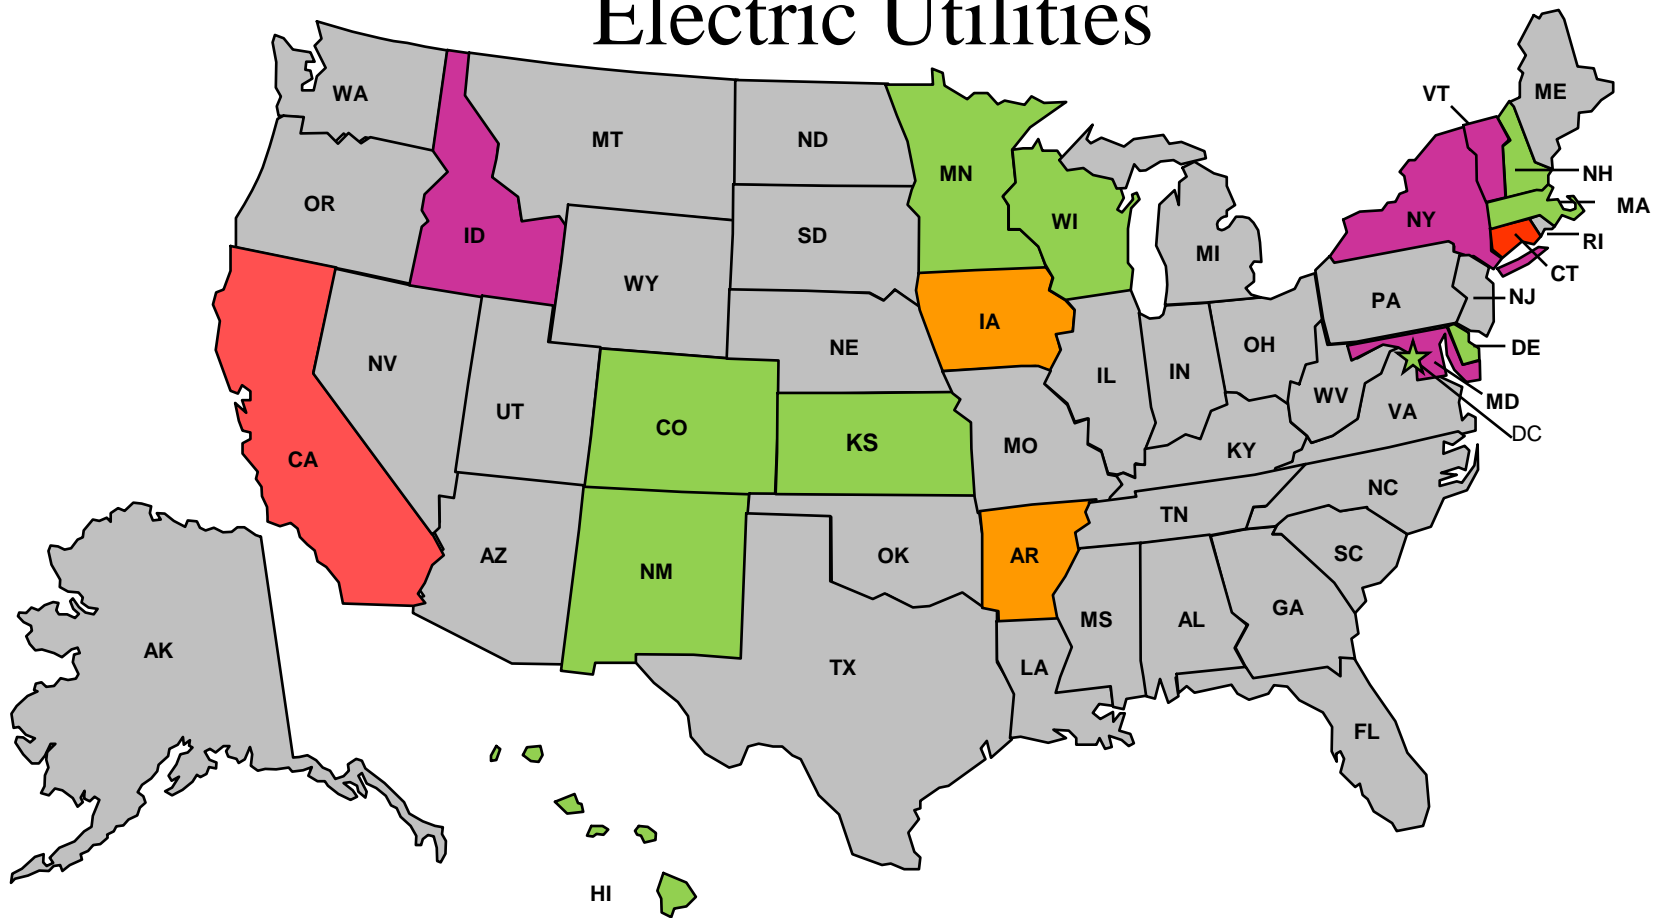 Electric Utilities
WA
MT
ND
MN
VT
ME
OR
ID
SD
WI
MI
NY
NH
MA
RI
CT
WY
IA
NE
PA
NJ
NV
UT
CO
KS
IL
IN
OH
DE
MD
DC
WV
VA
CA
MO
KY
NC
TN
AZ
NM
OK
AR
SC
MS
AL
GA
AK
TX
LA
FL
HI